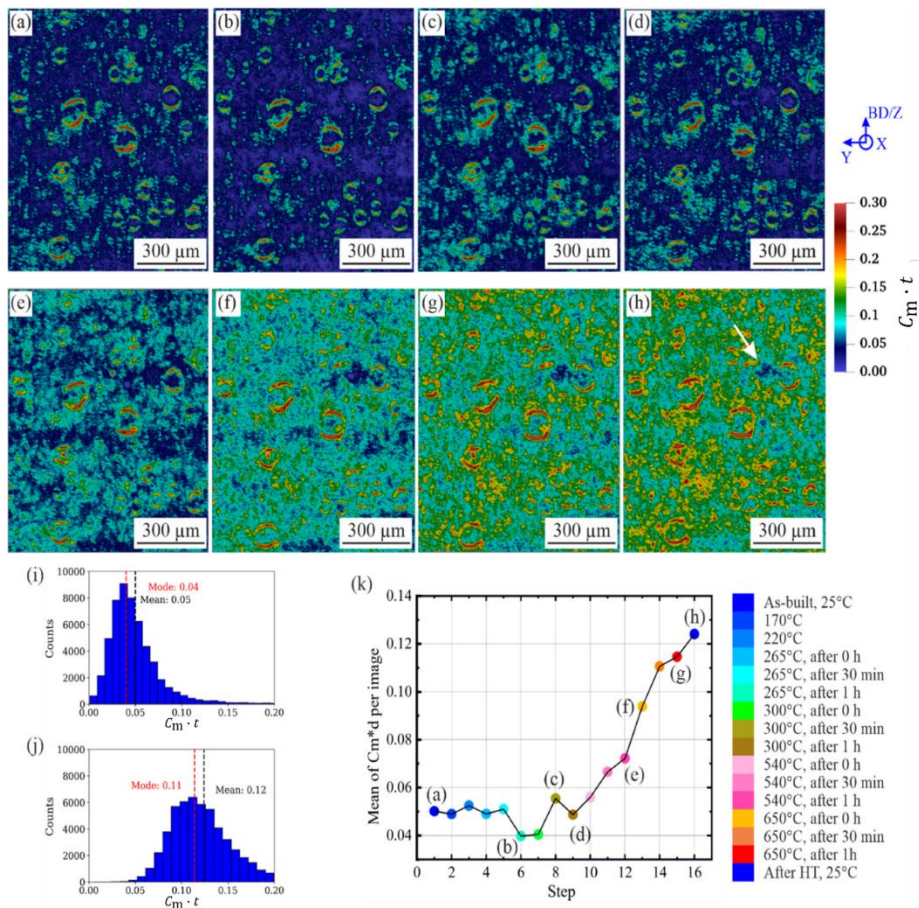 (a)
(b)
(c)
(d)
300 µm
300 µm
300 µm
300 µm
BD/Z
Y
X
0.30
0.25
0.20
0.15
0.10
0.05
0.00
Cm · t
(e)
(f)
(g)
(h)
300 µm
300 µm
300 µm
300 µm
(i)
10000
8000
6000
4000
2000
0
Counts
Mode: 0.04
Mean: 0.05
0.00
0.05
0.10
0.15
0.20
Cm · t
(j)
10000
8000
6000
4000
2000
0
Counts
Mode: 0.11
Mean: 0.12
0.00
0.05
0.10
0.15
0.20
Cm · t
(k)
0.14
0.12
0.10
0.08
0.06
0.04
Mean of Cm*d per image
(a)
(b)
(c)
(d)
(e)
(f)
(g)
(h)
0
2
4
6
8
10
12
14
16
Step
As-built, 25°C
170°C
220°C
265°C, after 0 h
265°C, after 30 min
265°C, after 1 h
300°C, after 0 h
300°C, after 30 min
300°C, after 1 h
540°C, after 0 h
540°C, after 30 min
540°C, after 1 h
650°C, after 0 h
650°C, after 30 min
650°C, after 1h
After HT, 25°C